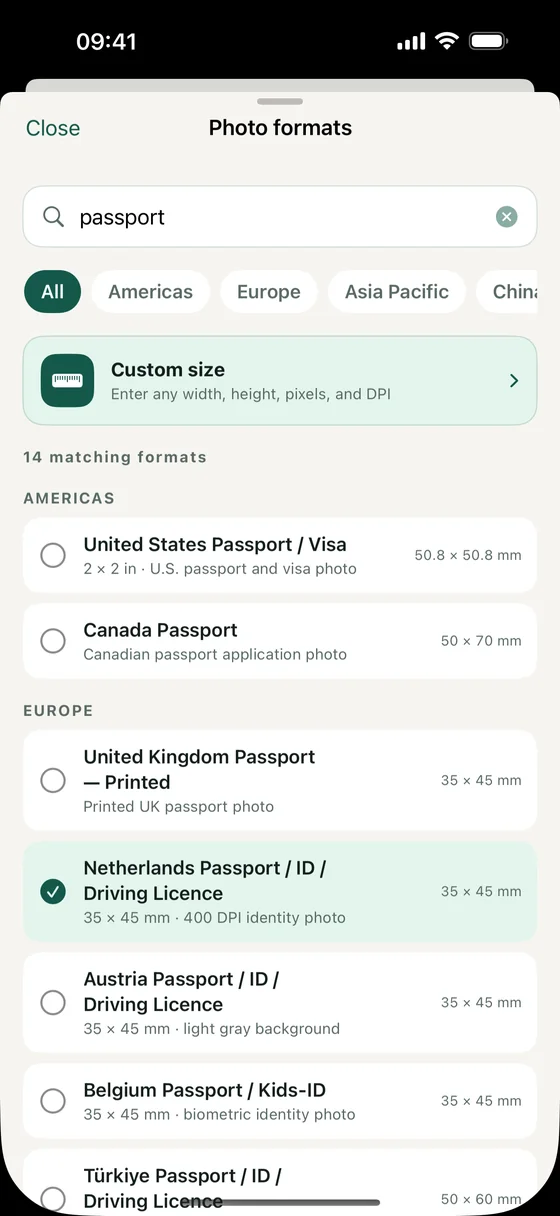 09:41
Close
Photo formats
passport
All
Americas
Europe
Asia Pacific
China
Custom size
Enter any width, height, pixels, and DPI
14 matching formats
AMERICAS
United States Passport / Visa
2 × 2 in · U.S. passport and visa photo
50.8 × 50.8 mm
Canada Passport
Canadian passport application photo
50 × 70 mm
EUROPE
United Kingdom Passport
— Printed
Printed UK passport photo
35 × 45 mm
Netherlands Passport / ID /
Driving Licence
35 × 45 mm · 400 DPI identity photo
35 × 45 mm
Austria Passport / ID /
Driving Licence
35 × 45 mm · light gray background
35 × 45 mm
Belgium Passport / Kids-ID
35 × 45 mm · biometric identity photo
35 × 45 mm
Türkiye Passport / ID /
Driving Licence
50 × 60 mm